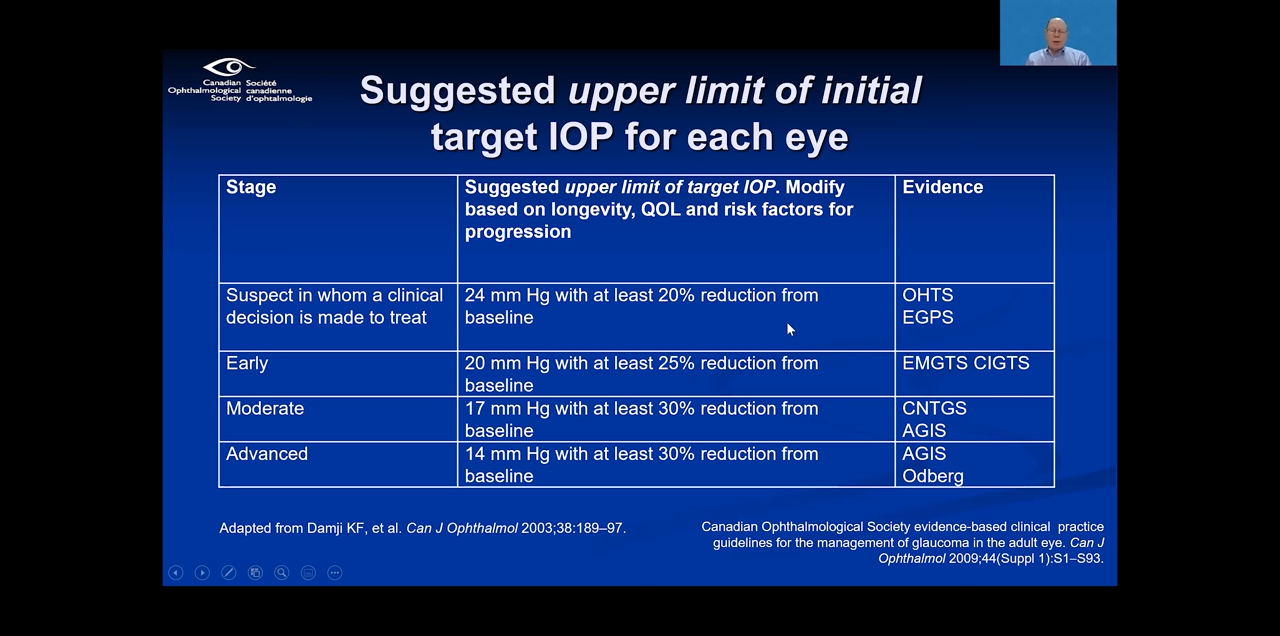 Canadian Société
Ophthalmological canadienne
Society d'ophtalmologie
Suggested upper limit of initial
target IOP for each eye
Stage
Suggested upper limit of target IOP. Modify
based on longevity, QOL and risk factors for
progression
Evidence
Suspect in whom a clinical
decision is made to treat
24 mm Hg with at least 20% reduction from
baseline
OHTS
EGPS
Early
20 mm Hg with at least 25% reduction from
baseline
EMGTS CIGTS
Moderate
17 mm Hg with at least 30% reduction from
baseline
CNTGS
AGIS
Advanced
14 mm Hg with at least 30% reduction from
baseline
AGIS
Odberg
Adapted from Damji KF, et al. Can J Ophthalmol 2003;38:189–97.
Canadian Ophthalmological Society evidence-based clinical practice
guidelines for the management of glaucoma in the adult eye. Can J
Ophthalmol 2009;44(Suppl 1):S1–S93.